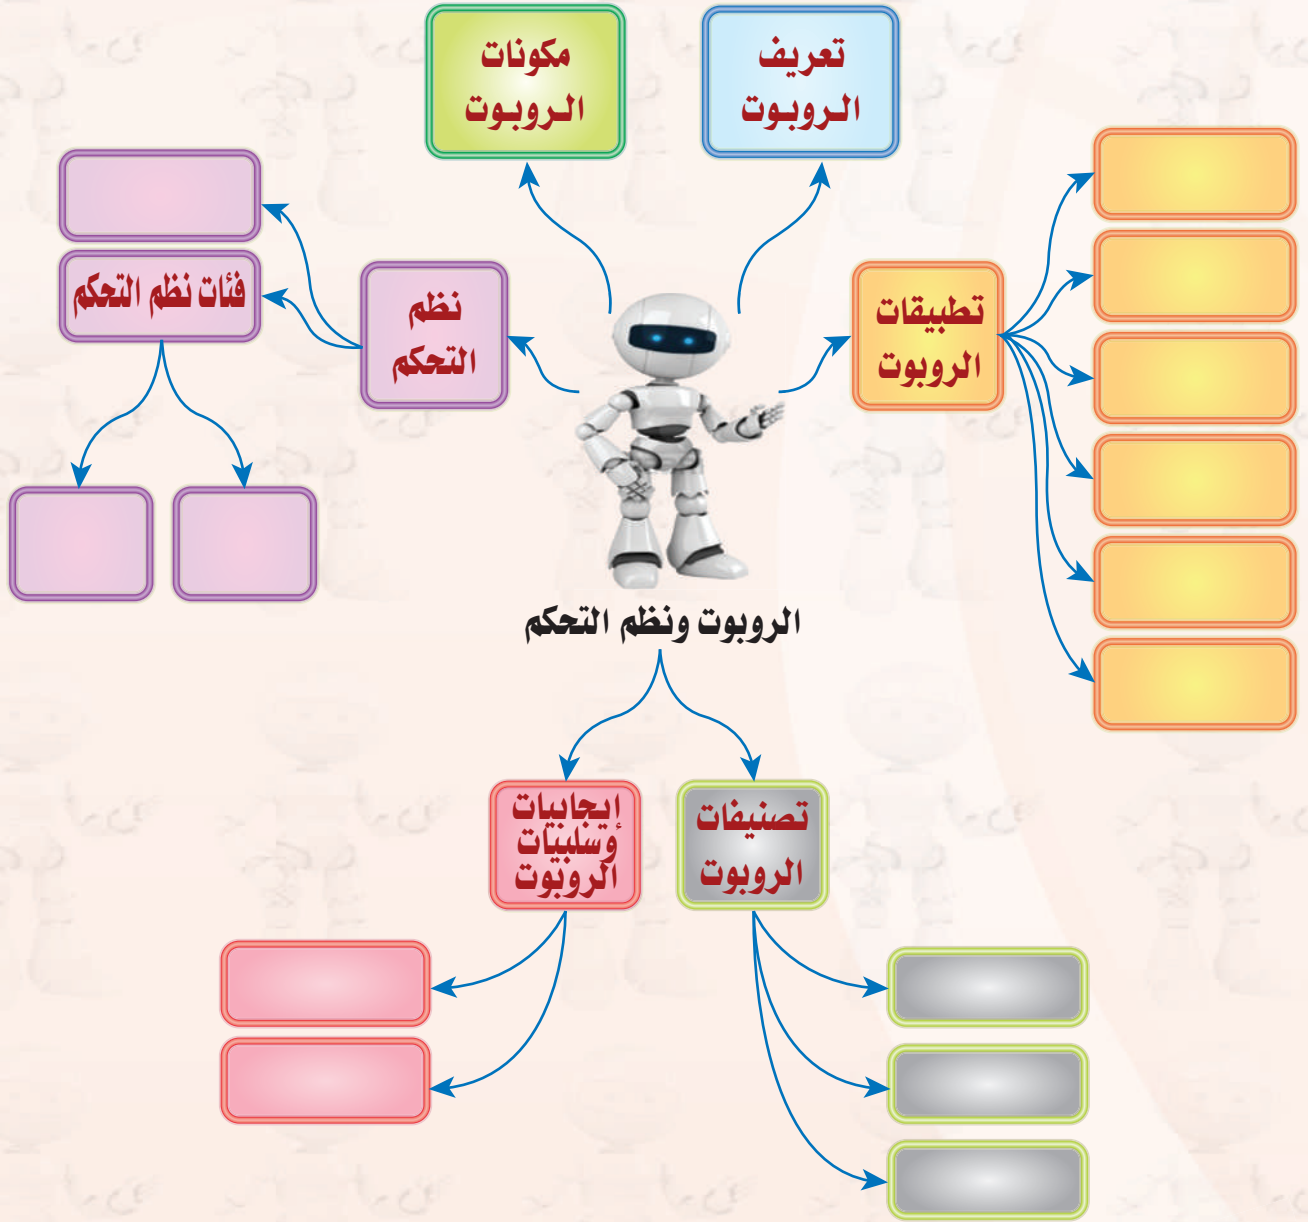 تعريف
الروبوت
مكونات
الروبوت
تطبيقات
الروبوت
نظم
التحكم
فئات نظم التحكم
الروبوت ونظم التحكم
تصنيفات
الروبوت
إيجابيات
وسلبيات
الروبوت